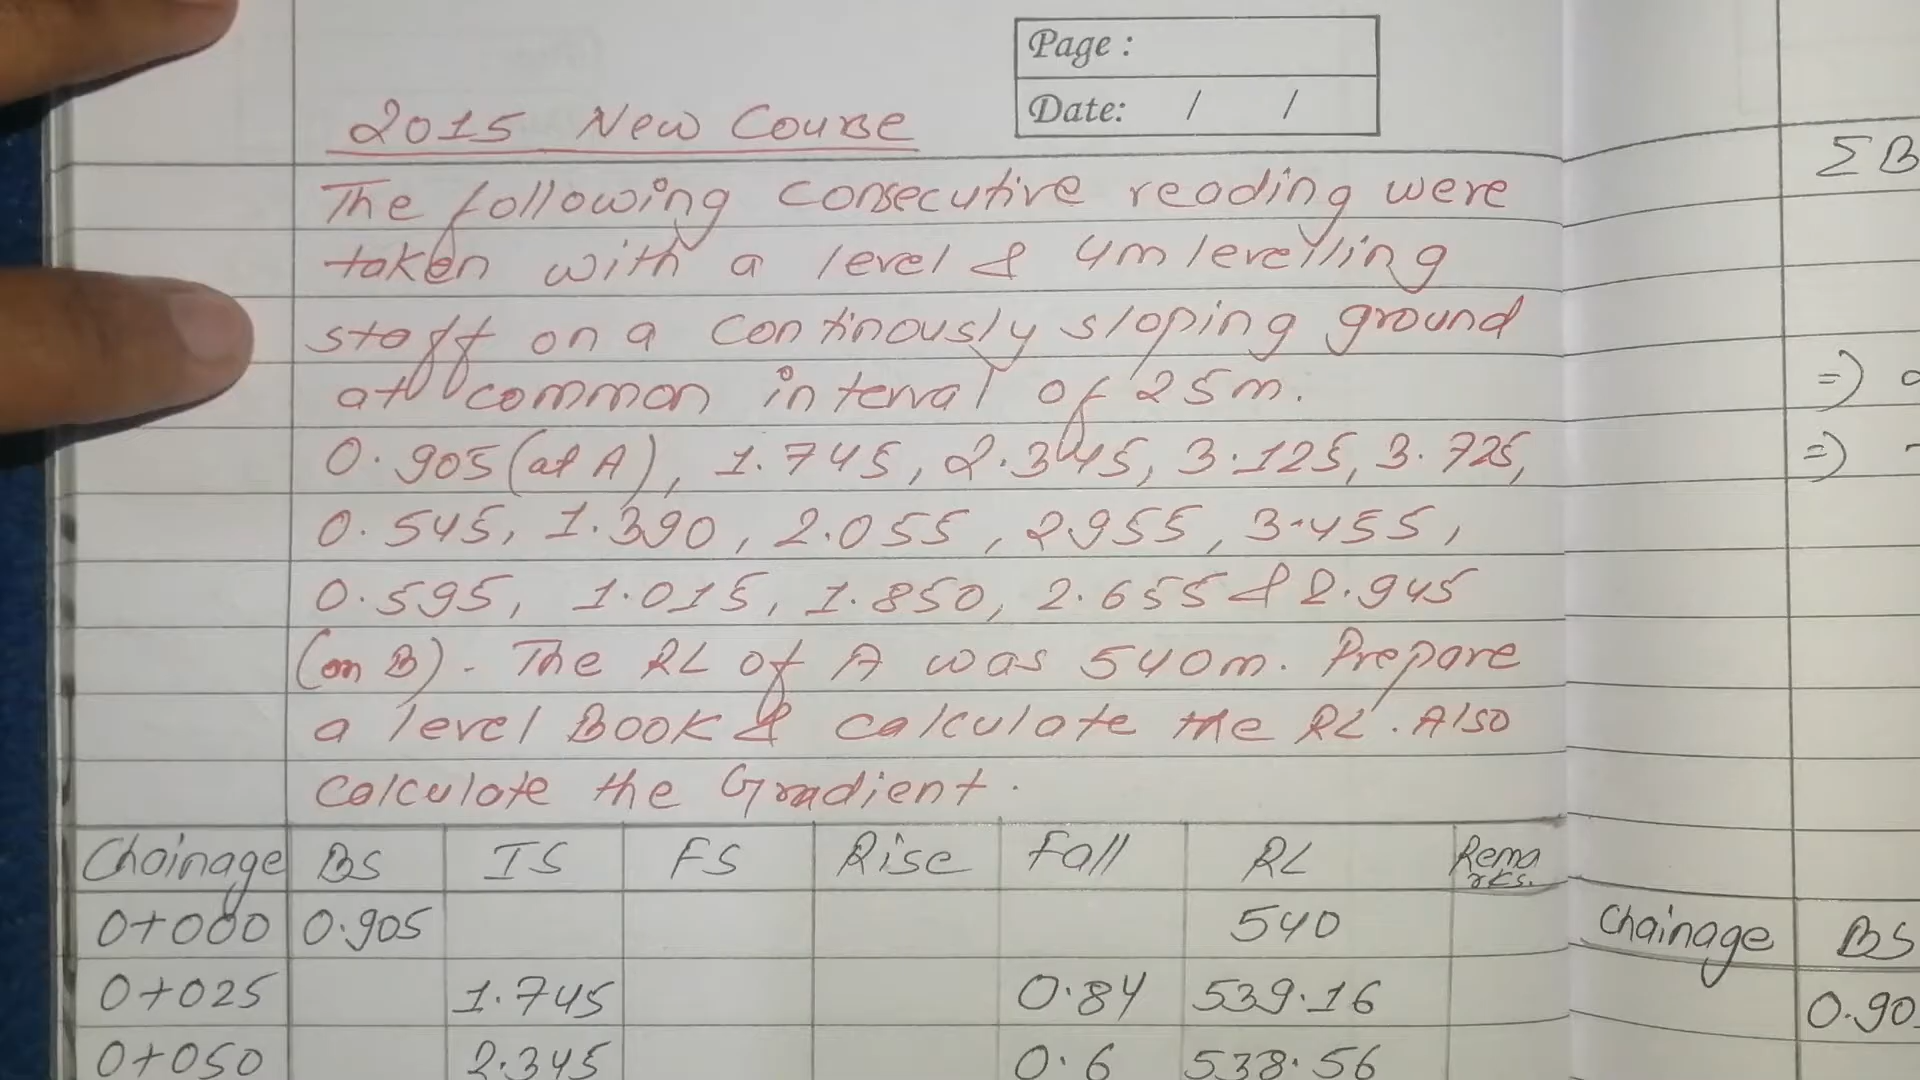 Page :
Date: / /
2015 New Course
The following consecutive reading were
taken with a level & 4m levelling
staff on a continously sloping ground
at common interval of 25m.
0.905 (at A), 1.745, 2.345, 3.125, 3.725,
0.545, 1.390, 2.055, 2.955, 3.455,
0.595, 1.015, 1.850, 2.655 & 2.945
(on B). The RL of A was 540m. Prepare
a level Book & calculate the RL. Also
calculate the Gradient.
Chainage BS IS FS Rise Fall RL Remarks.
0+000 0.905 540
0+025 1.745 0.84 539.16
0+050 2.345 0.6 538.56
ΣB
=)
=)
Chainage BS
0.90